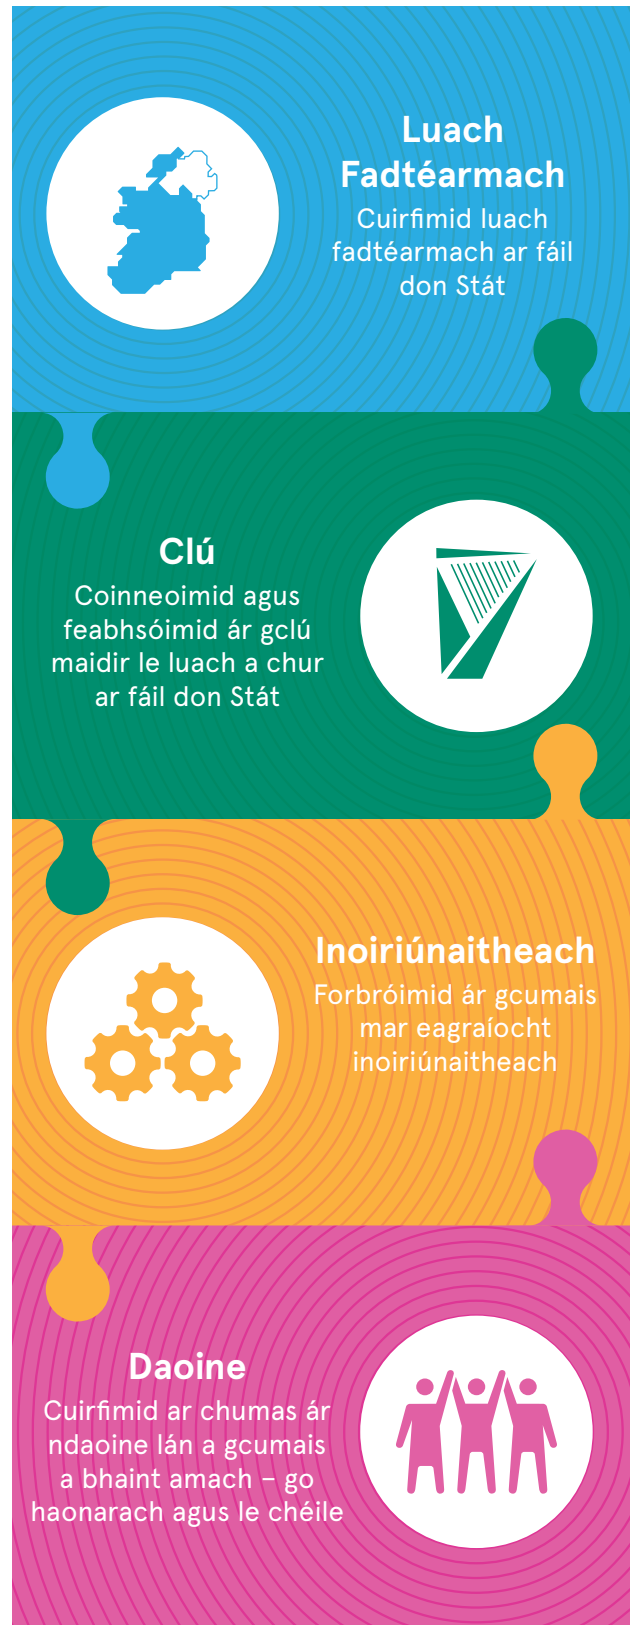 Luach
Fadtéarmach
Cuirfimid luach
fadtéarmach ar fáil
don Stát
Clú
Coinneoimid agus
feabhsóimid ár gclú
maidir le luach a chur
ar fáil don Stát
Inoiriúnaitheach
Forbróimid ár gcumais
mar eagraíocht
inoiriúnaitheach
Daoine
Cuirfimid ar chumas ár
ndaoine lán a gcumais
a bhaint amach – go
haonarach agus le chéile